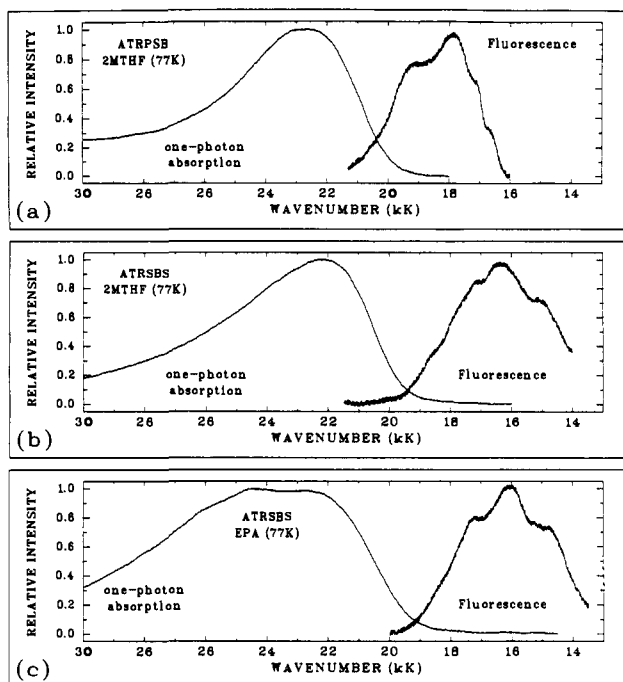 ATRPSB
2MTHF (77K)
Fluorescence
one-photon
absorption
RELATIVE INTENSITY
1.0
0.8
0.6
0.4
0.2
0.0
30 28 26 24 22 20 18 16 14
WAVENUMBER (kK)
(a)
ATRSBS
2MTHF (77K)
one-photon
absorption
Fluorescence
RELATIVE INTENSITY
1.0
0.8
0.6
0.4
0.2
0.0
30 28 26 24 22 20 18 16 14
WAVENUMBER (kK)
(b)
ATRSBS
EPA (77K)
one-photon
absorption
Fluorescence
RELATIVE INTENSITY
1.0
0.8
0.6
0.4
0.2
0.0
30 28 26 24 22 20 18 16 14
WAVENUMBER (kK)
(c)